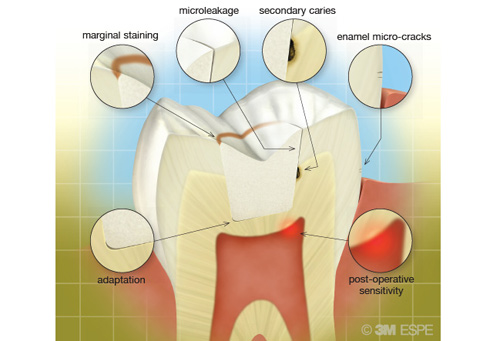 microleakage
secondary caries
marginal staining
enamel micro-cracks
adaptation
post-operative
sensitivity
© 3M ESPE